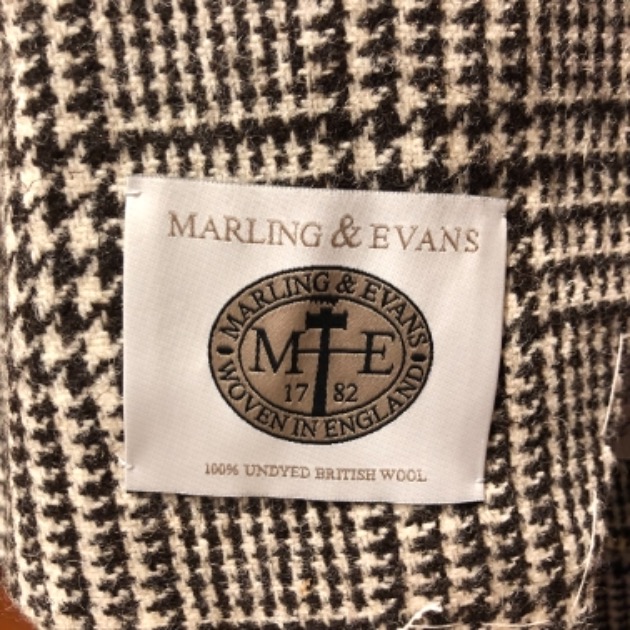 MARLING & EVANS
MARLING & EVANS
M E
17 82
WOVEN IN ENGLAND
100% UNDYED BRITISH WOOL